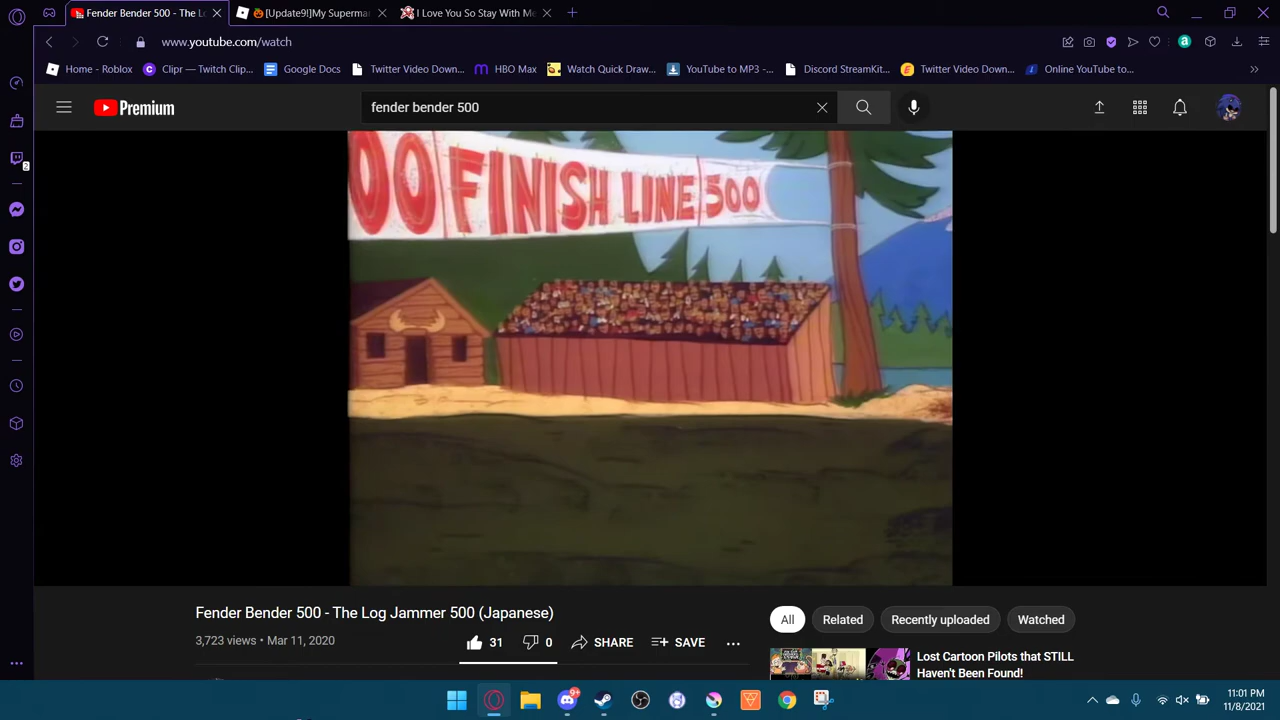 Fender Bender 500 - The Log
[Update9!]My Superma
I Love You So Stay With Me
www.youtube.com/watch
Home - Roblox
Clipr — Twitch Clip...
Google Docs
Twitter Video Down...
HBO Max
Watch Quick Draw...
YouTube to MP3 -...
Discord StreamKit...
Twitter Video Down...
Online YouTube to...
Premium
fender bender 500
00 FINISH LINE 500
2
Fender Bender 500 - The Log Jammer 500 (Japanese)
3,723 views • Mar 11, 2020
31
0
SHARE
SAVE
All
Related
Recently uploaded
Watched
Lost Cartoon Pilots that STILL
Haven't Been Found!
11:01 PM
11/8/2021